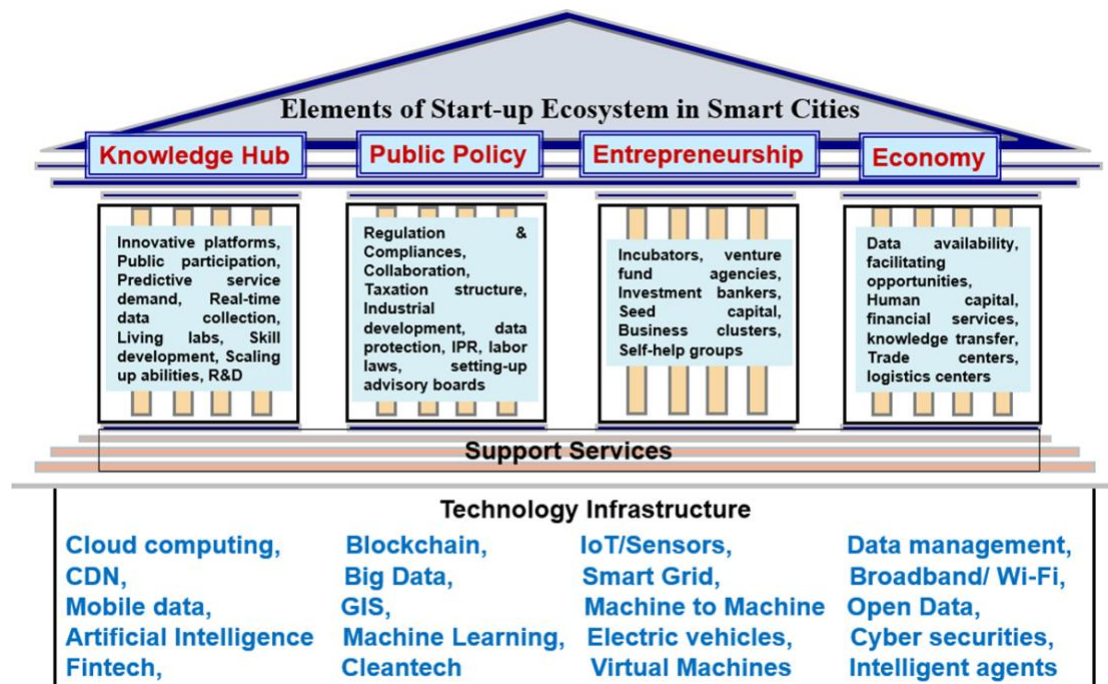 Elements of Start-up Ecosystem in Smart Cities
Knowledge Hub
Public Policy
Entrepreneurship
Economy
Innovative platforms,
Public participation,
Predictive service
demand, Real-time
data collection,
Living labs, Skill
development, Scaling
up abilities, R&D
Regulation &
Compliances,
Collaboration,
Taxation structure,
Industrial
development, data
protection, IPR, labor
laws, setting-up
advisory boards
Incubators, venture
fund agencies,
Investment bankers,
Seed capital,
Business clusters,
Self-help groups
Data availability,
facilitating
opportunities,
Human capital,
financial services,
knowledge transfer,
Trade centers,
logistics centers
Support Services
Technology Infrastructure
Cloud computing,
CDN,
Mobile data,
Artificial Intelligence
Fintech,
Blockchain,
Big Data,
GIS,
Machine Learning,
Cleantech
IoT/Sensors,
Smart Grid,
Machine to Machine
Electric vehicles,
Virtual Machines
Data management,
Broadband/ Wi-Fi,
Open Data,
Cyber securities,
Intelligent agents